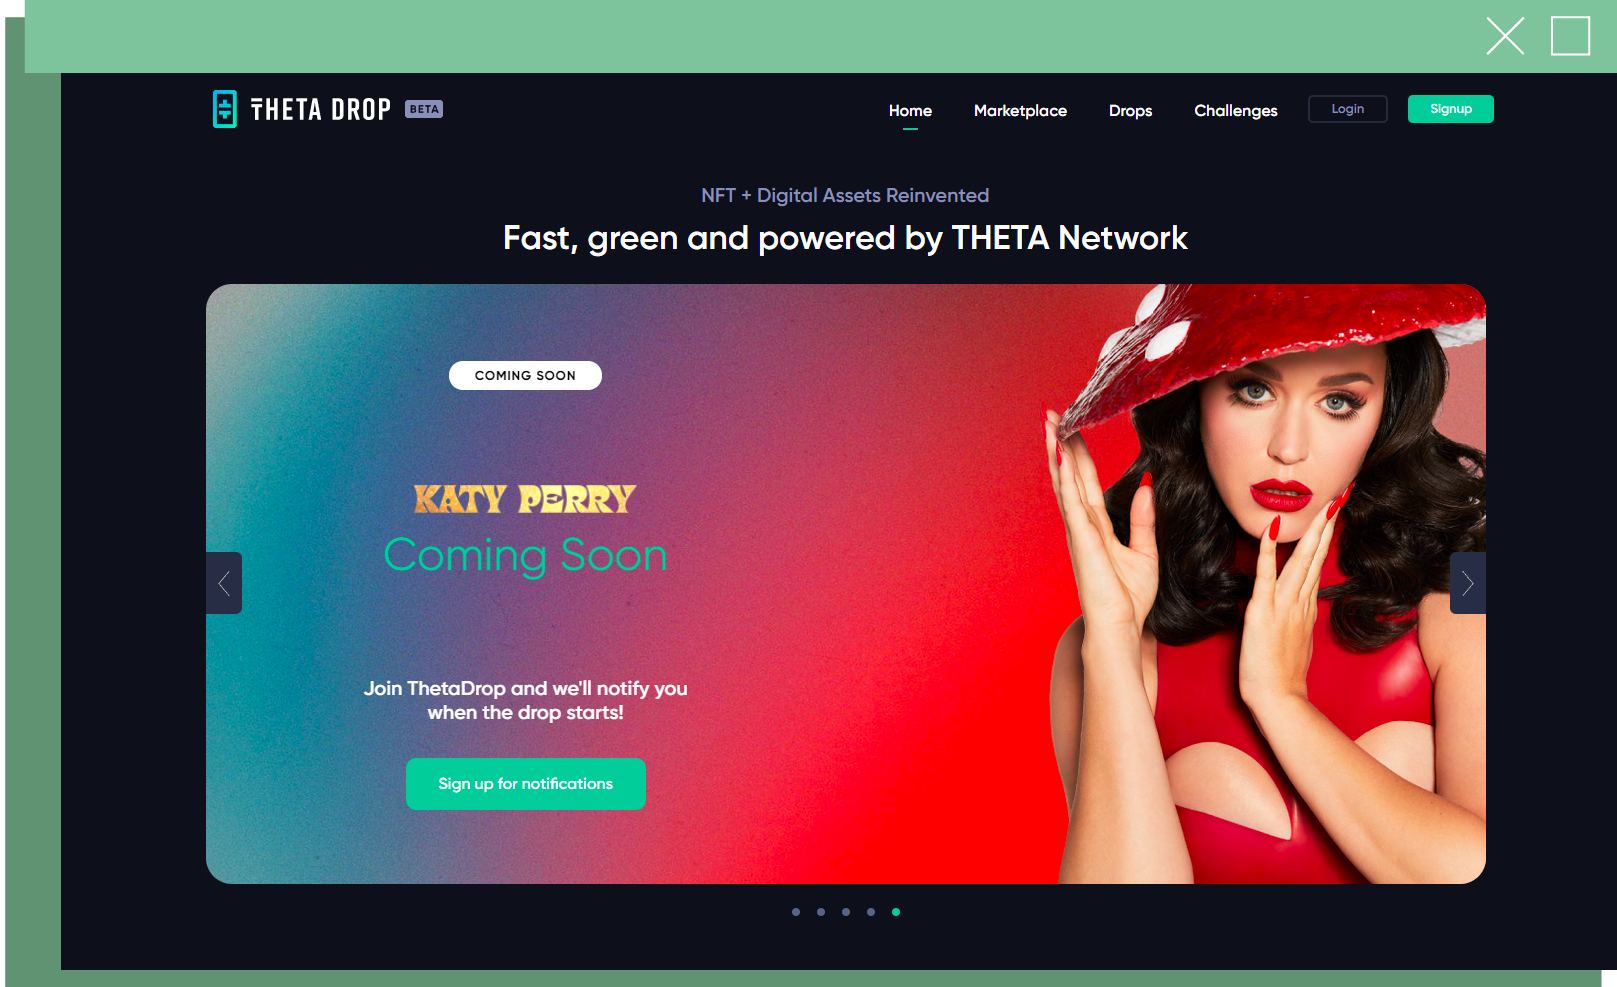 THETA DROP BETA
Home Marketplace Drops Challenges Login Signup
NFT + Digital Assets Reinvented
Fast, green and powered by THETA Network
COMING SOON
KATY PERRY
Coming Soon
Join ThetaDrop and we'll notify you
when the drop starts!
Sign up for notifications